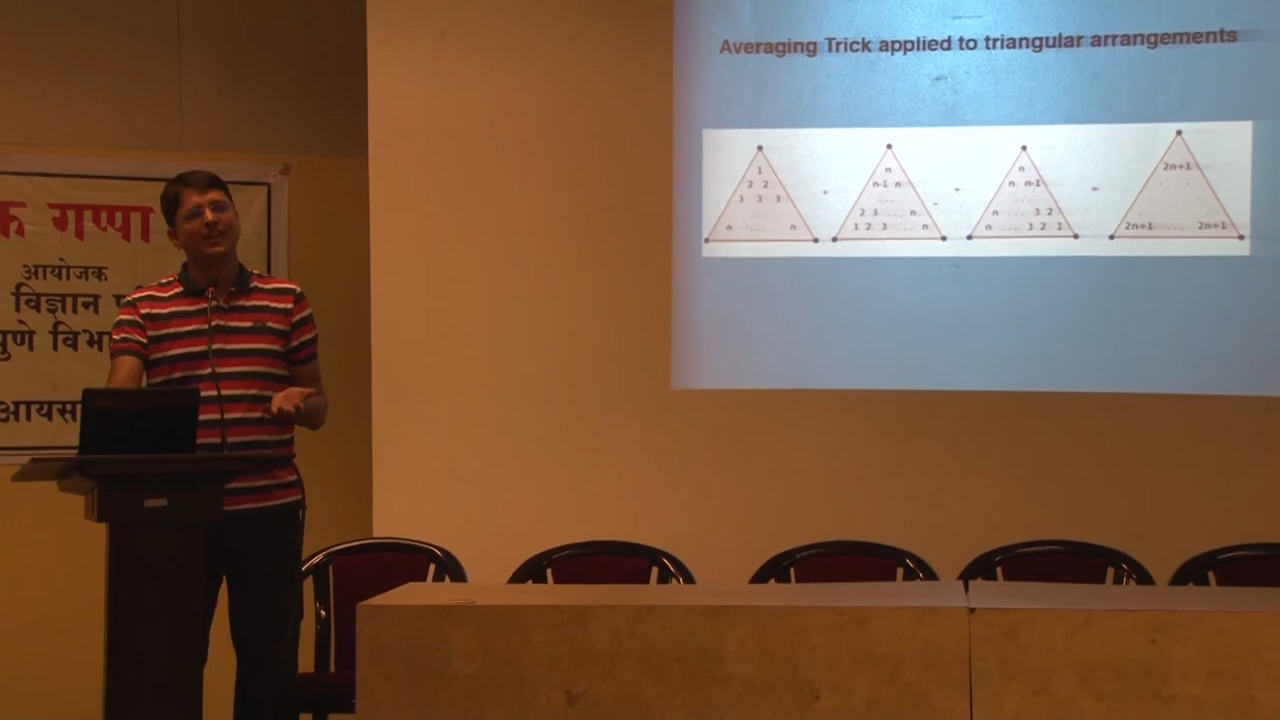 क गप्पा
आयोजक
विज्ञान
पुणे विभा
आयस
Averaging Trick applied to triangular arrangements
1
2 2
3 3 3
n .... n
+
n
n-1 n
....
2 3 .... n
1 2 3 .... n
+
n
n n-1
....
n .... 3 2
n .... 3 2 1
=
2n+1
2n+1 .... 2n+1